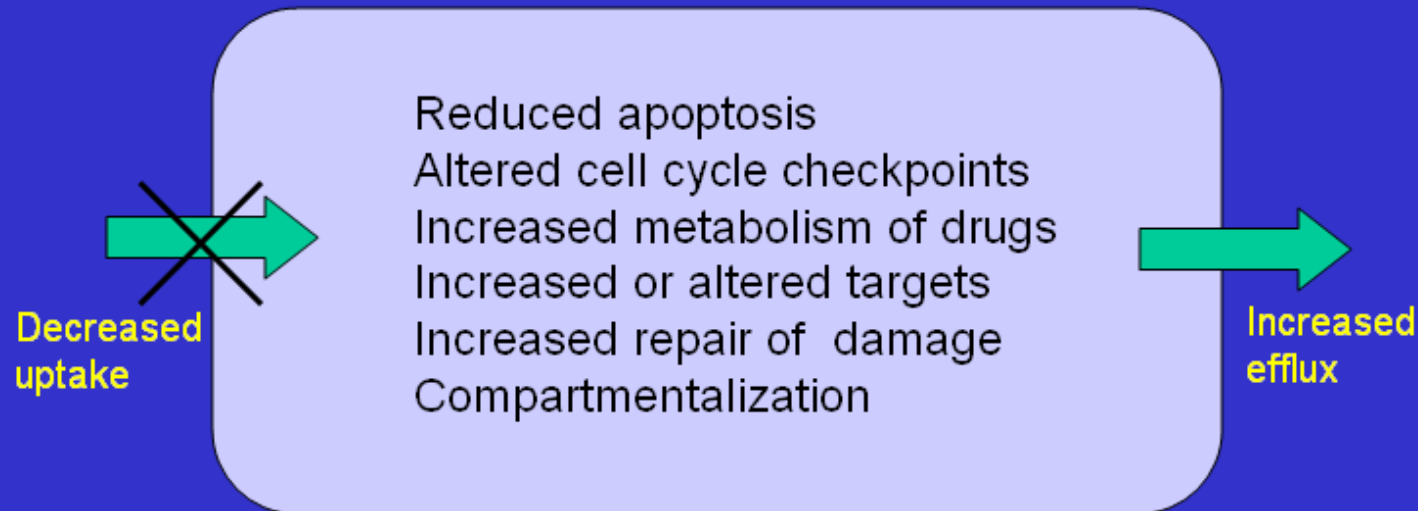 Reduced apoptosis
Altered cell cycle checkpoints
Increased metabolism of drugs
Increased or altered targets
Increased repair of  damage
Compartmentalization
Decreased
uptake
Increased
efflux